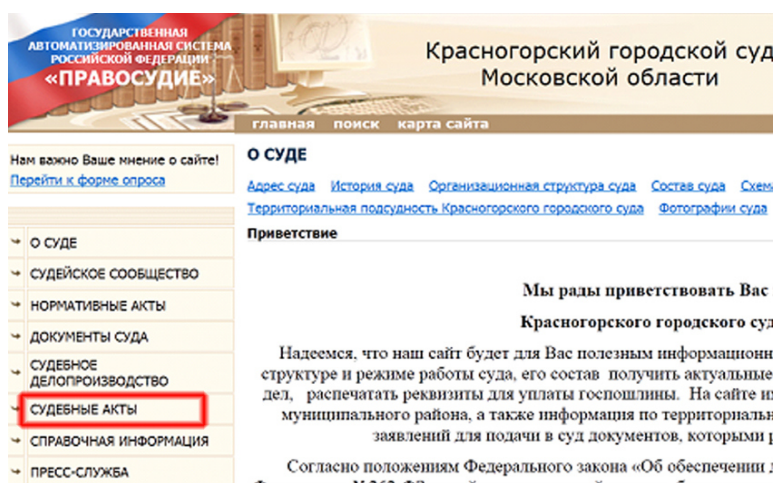 ГОСУДАРСТВЕННАЯ
АВТОМАТИЗИРОВАННАЯ СИСТЕМА
РОССИЙСКОЙ ФЕДЕРАЦИИ
«ПРАВОСУДИЕ»
Красногорский городской суд
Московской области
главная поиск карта сайта
Нам важно Ваше мнение о сайте!
Перейти к форме опроса
О СУДЕ
СУДЕЙСКОЕ СООБЩЕСТВО
НОРМАТИВНЫЕ АКТЫ
ДОКУМЕНТЫ СУДА
СУДЕБНОЕ
ДЕЛОПРОИЗВОДСТВО
СУДЕБНЫЕ АКТЫ
СПРАВОЧНАЯ ИНФОРМАЦИЯ
ПРЕСС-СЛУЖБА
О СУДЕ
Адрес суда История суда Организационная структура суда Состав суда Схема
Территориальная подсудность Красногорского городского суда Фотографии суда
Приветствие
Мы рады приветствовать Вас
Красногорского городского суд
Надеемся, что наш сайт будет для Вас полезным информационн
структуре и режиме работы суда, его состав получить актуальные
дел, распечатать реквизиты для уплаты госпошлины. На сайте им
муниципального района, а также информация по территориальн
заявлений для подачи в суд документов, которыми р
Согласно положениям Федерального закона «Об обеспечении д